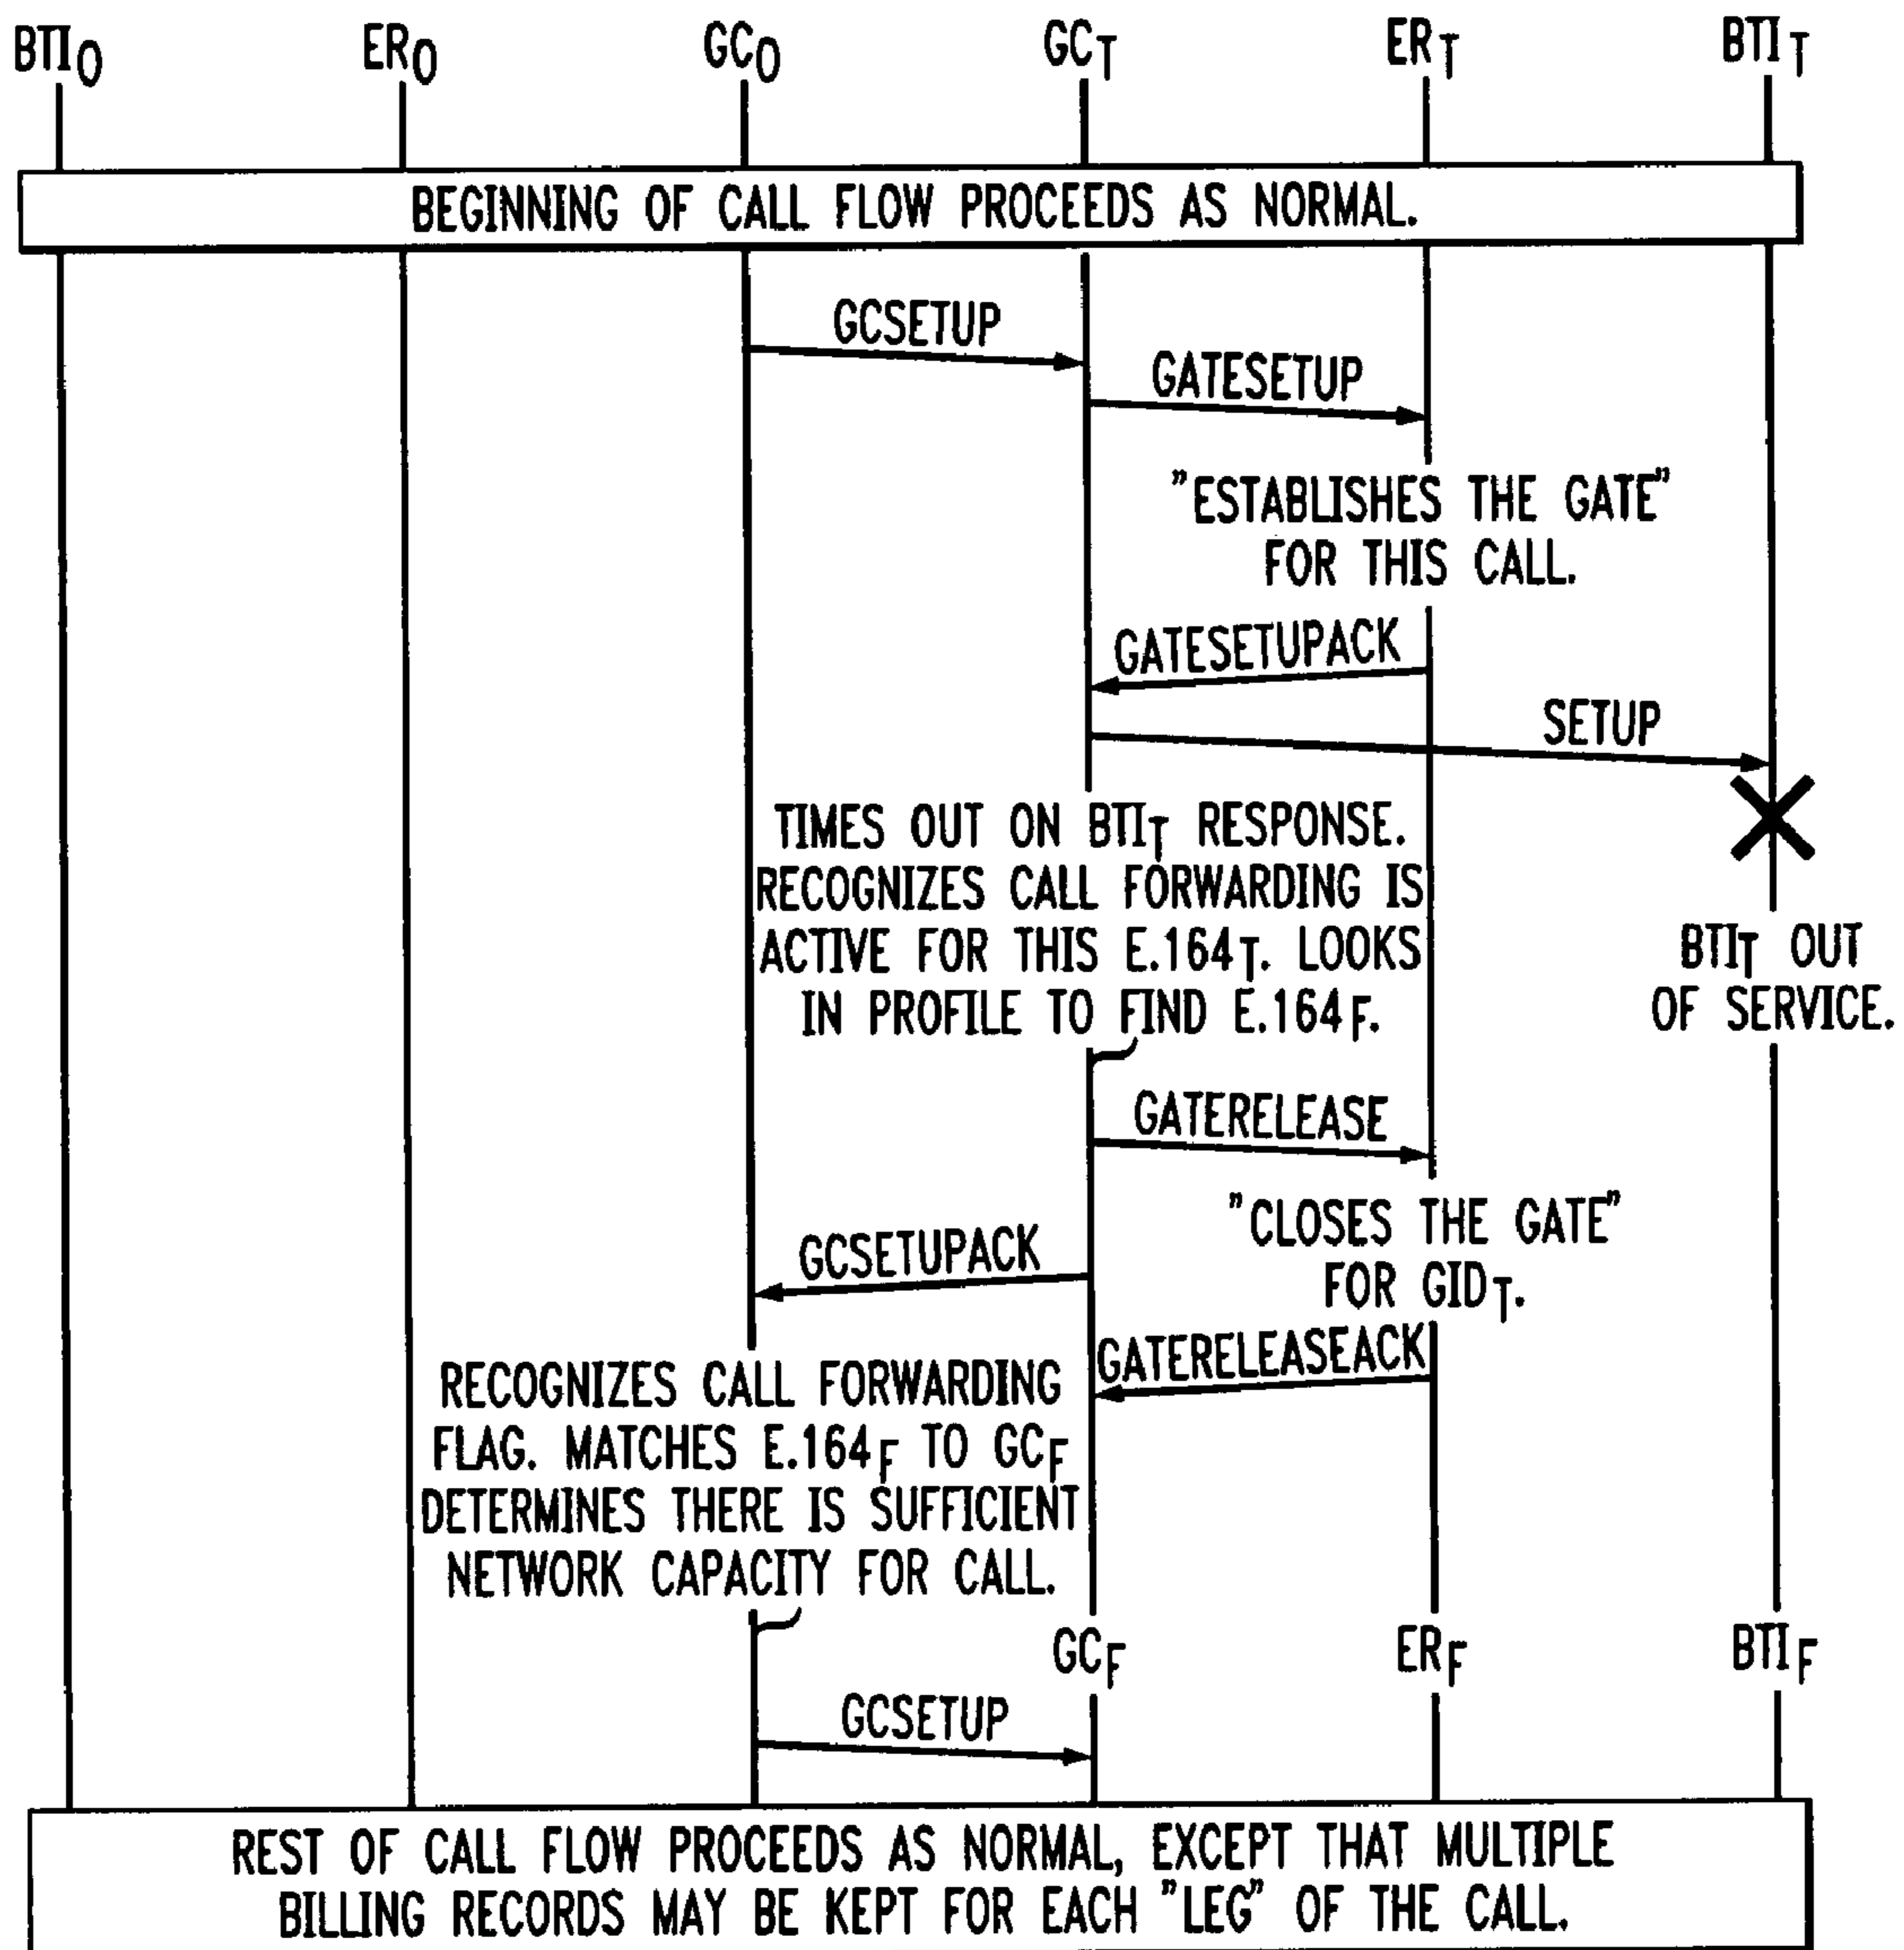 BTIO ERO GCO GCT ERT BTIT
BEGINNING OF CALL FLOW PROCEEDS AS NORMAL.
GCSETUP
GATESETUP
"ESTABLISHES THE GATE"
FOR THIS CALL.
GATESETUPACK
SETUP
TIMES OUT ON BTIT RESPONSE.
RECOGNIZES CALL FORWARDING IS
ACTIVE FOR THIS E.164T. LOOKS
IN PROFILE TO FIND E.164F.
BTIT OUT
OF SERVICE.
GATERELEASE
"CLOSES THE GATE"
FOR GIDT.
GCSETUPACK
GATERELEASEACK
RECOGNIZES CALL FORWARDING
FLAG. MATCHES E.164F TO GCF
DETERMINES THERE IS SUFFICIENT
NETWORK CAPACITY FOR CALL.
GCF ERF BTIF
GCSETUP
REST OF CALL FLOW PROCEEDS AS NORMAL, EXCEPT THAT MULTIPLE
BILLING RECORDS MAY BE KEPT FOR EACH "LEG" OF THE CALL.